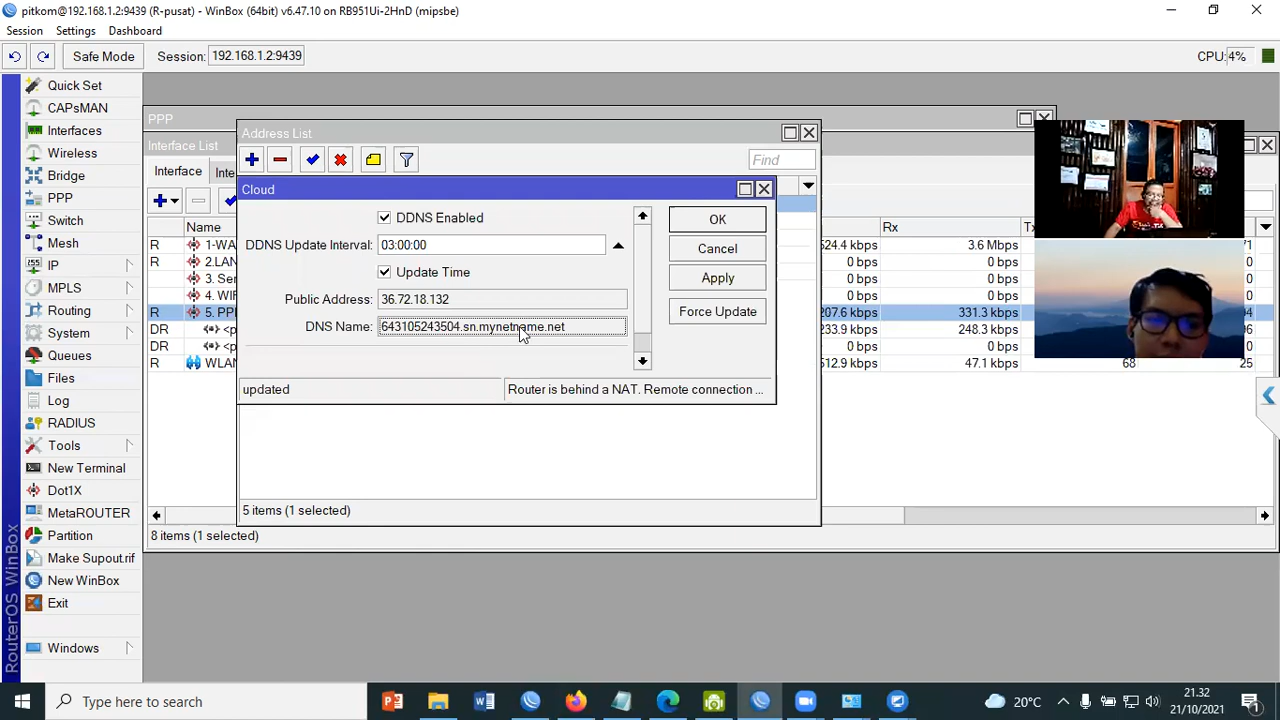 pitkom@192.168.1.2:9439 (R-pusat) - WinBox (64bit) v6.47.10 on RB951Ui-2HnD (mipsbe)
Session Settings Dashboard
Safe Mode Session: 192.168.1.2:9439 CPU:4%
Quick Set
CAPsMAN
Interfaces
Wireless
Bridge
PPP
Switch
Mesh
IP
MPLS
Routing
System
Queues
Files
Log
RADIUS
Tools
New Terminal
Dot1X
MetaROUTER
Partition
Make Supout.rif
New WinBox
Exit
Windows
RouterOS WinBox
PPP
Interface List
Interface Inte
Name Rx T
R 1-WA 524.4 kbps 3.6 Mbps 71
R 2.LAN 0 bps 0 bps 0
3. Ser 0 bps 0 bps 0
4. WIF 0 bps 0 bps 0
R 5. PPI 207.6 kbps 331.3 kbps
DR <p 233.9 kbps 248.3 kbps
DR <p 0 bps 0 bps
R WLAN 512.9 kbps 47.1 kbps 68 25
8 items (1 selected)
Address List
Find
5 items (1 selected)
Cloud
DDNS Enabled
DDNS Update Interval: 03:00:00
Update Time
Public Address: 36.72.18.132
DNS Name: 643105243504.sn.mynetname.net
updated Router is behind a NAT. Remote connection ...
OK
Cancel
Apply
Force Update
Type here to search
20°C
21.32
21/10/2021
1